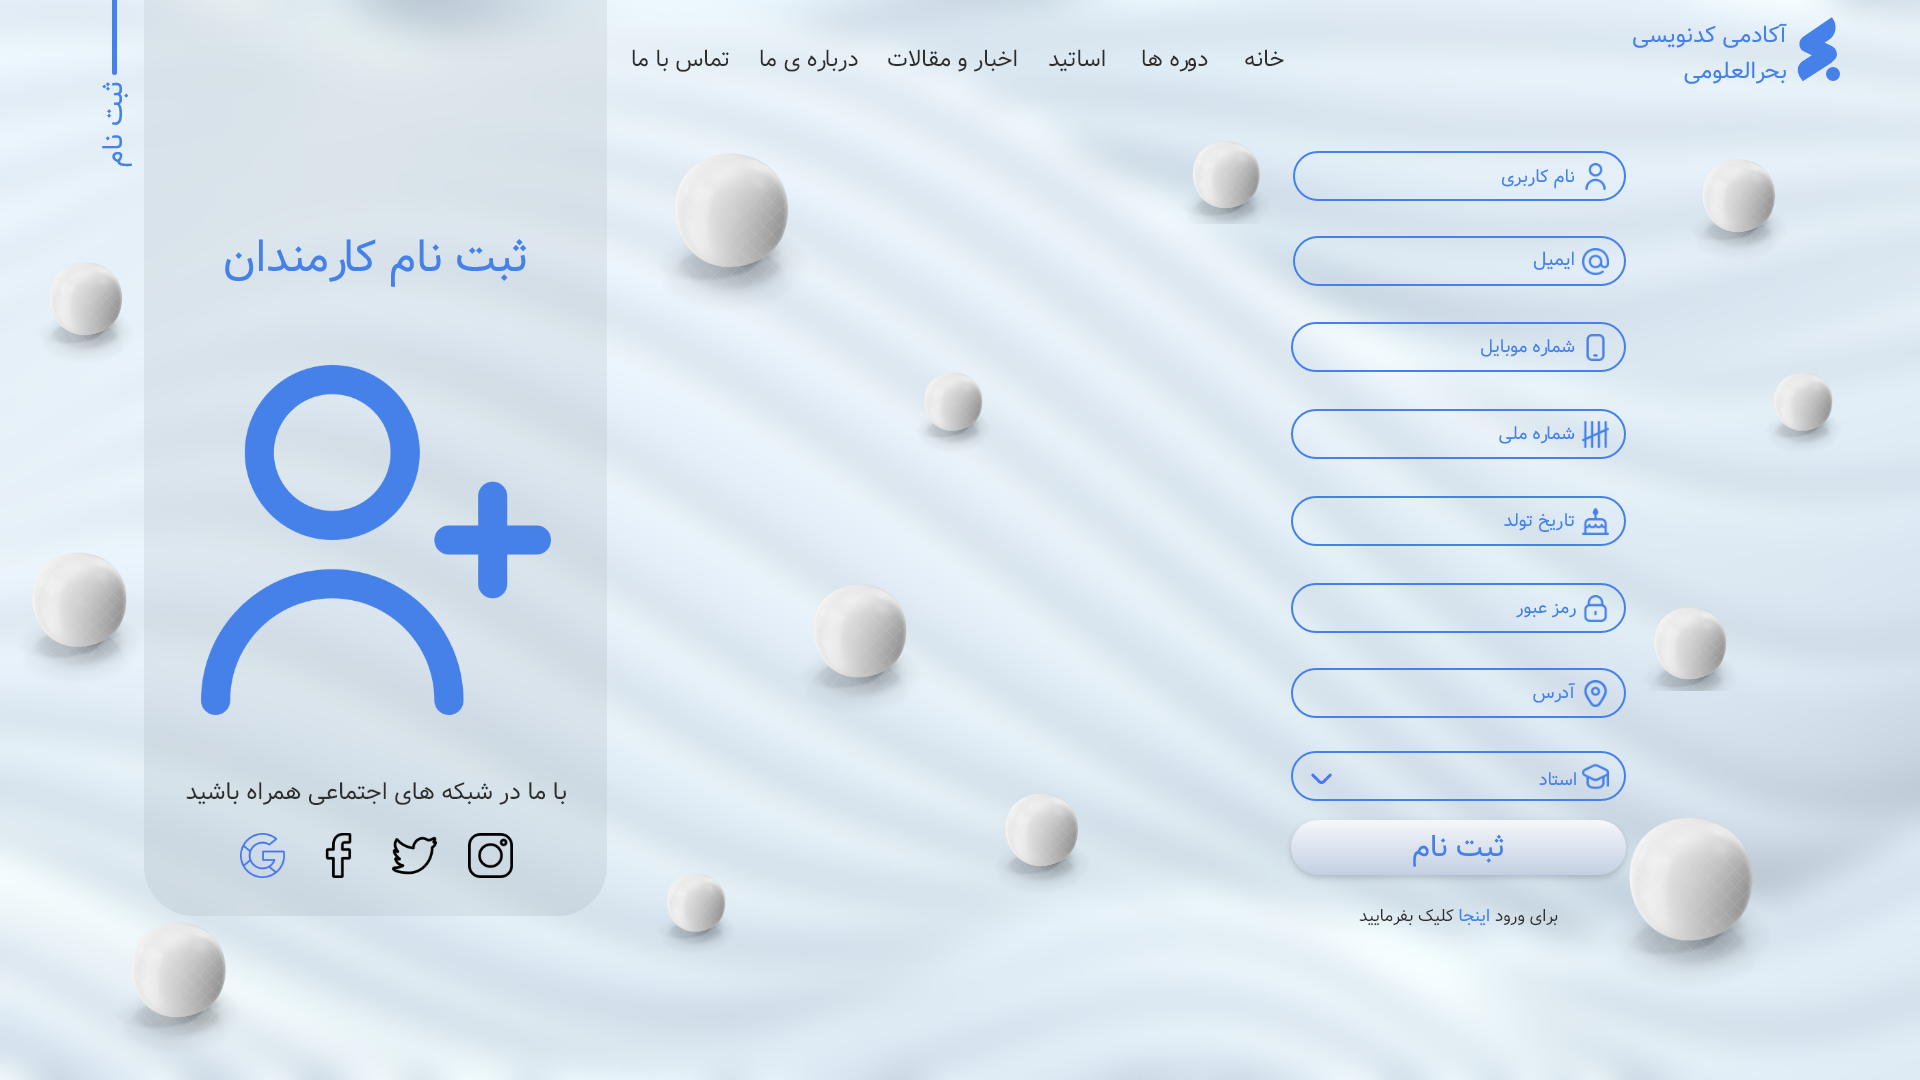 آکادمی کدنویسی
بحرالعلومی
خانه
دوره ها
اساتید
اخبار و مقالات
درباره ی ما
تماس با ما
نام کاربری
ایمیل
شماره موبایل
شماره ملی
تاریخ تولد
رمز عبور
آدرس
استاد
ثبت نام
برای ورود اینجا کلیک بفرمایید
ثبت نام کارمندان
با ما در شبکه های اجتماعی همراه باشید
ثبت نام